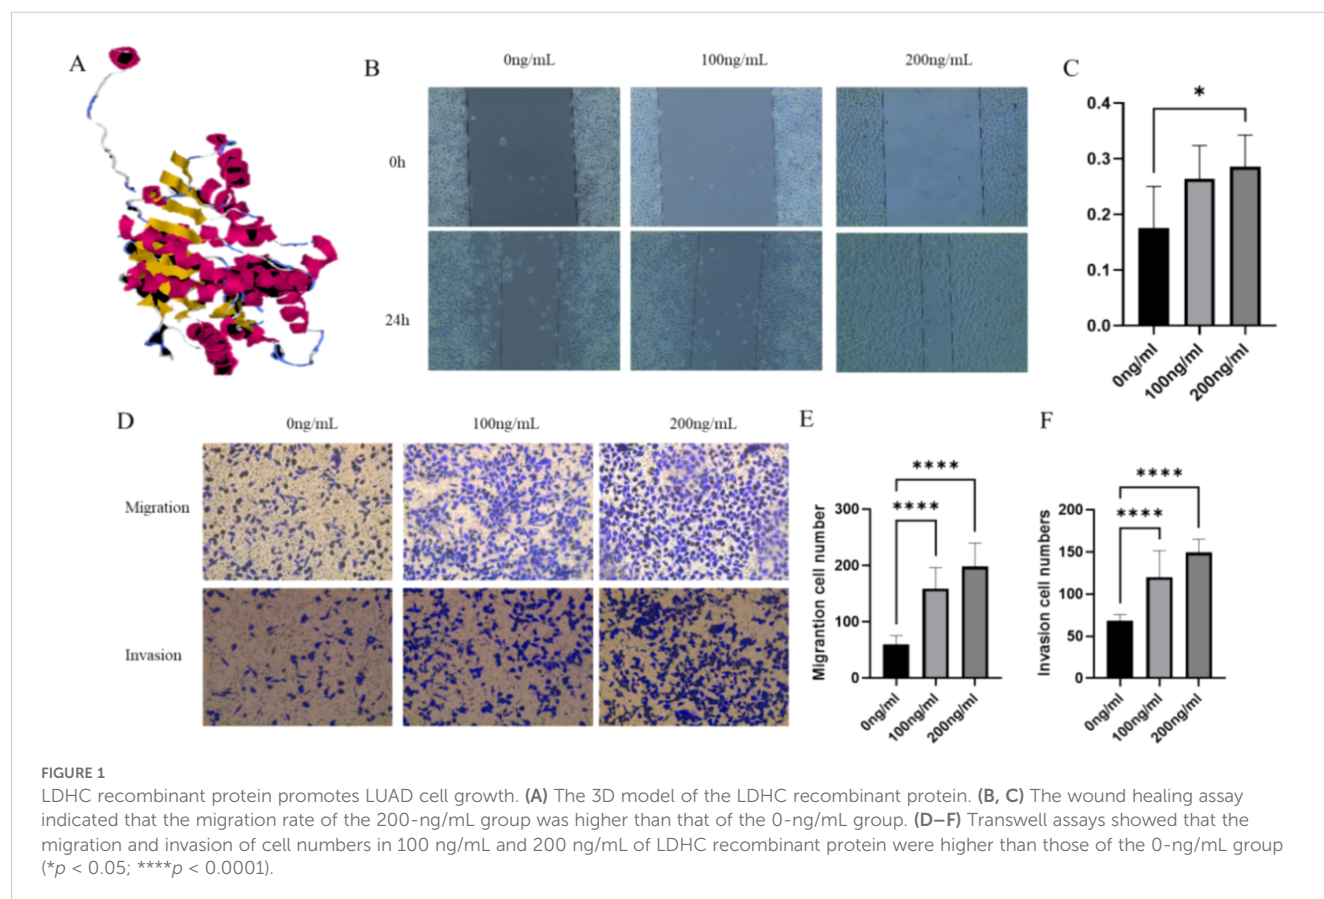 A
B
0ng/mL
100ng/mL
200ng/mL
0h
24h
C
*
0.4
0.3
0.2
0.1
0.0
0ng/ml
100ng/ml
200ng/ml
D
0ng/mL
100ng/mL
200ng/mL
Migration
Invasion
E
****
****
Migrantion cell number
300
200
100
0
0ng/ml
100ng/ml
200ng/ml
F
****
****
Invasion cell numbers
200
150
100
50
0
0ng/ml
100ng/ml
200ng/ml
FIGURE 1
LDHC recombinant protein promotes LUAD cell growth. (A) The 3D model of the LDHC recombinant protein. (B, C) The wound healing assay
indicated that the migration rate of the 200-ng/mL group was higher than that of the 0-ng/mL group. (D–F) Transwell assays showed that the
migration and invasion of cell numbers in 100 ng/mL and 200 ng/mL of LDHC recombinant protein were higher than those of the 0-ng/mL group
(*p < 0.05; ****p < 0.0001).